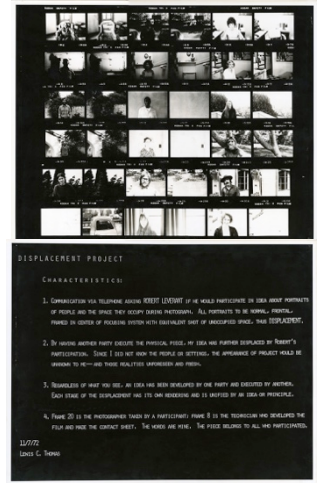 DISPLACEMENT PROJECT
CHARACTERISTICS:
1. COMMUNICATION VIA TELEPHONE ASKING ROBERT LEVERANT IF HE WOULD PARTICIPATE IN IDEA ABOUT PORTRAITS
OF PEOPLE AND THE SPACE THEY OCCUPY DURING PHOTOGRAPH. ALL PORTRAITS TO BE NORMAL, FRONTAL,
FRAMED IN CENTER OF FOCUSING SYSTEM WITH EQUIVALENT SHOT OF UNOCCUPIED SPACE, THUS DISPLACEMENT.
2. BY HAVING ANOTHER PARTY EXECUTE THE PHYSICAL PIECE, MY IDEA WAS FURTHER DISPLACED BY ROBERT'S
PARTICIPATION. SINCE I DID NOT KNOW THE PEOPLE OR SETTINGS, THE APPEARANCE OF PROJECT WOULD BE
UNKNOWN TO ME—AND THOSE REALITIES UNFORESEEN AND FRESH.
3. REGARDLESS OF WHAT YOU SEE, AN IDEA HAS BEEN DEVELOPED BY ONE PARTY AND EXECUTED BY ANOTHER.
EACH STAGE OF THE DISPLACEMENT HAS ITS OWN RENDERING AND IS UNIFIED BY AN IDEA OR PRINCIPLE.
4. FRAME 20 IS THE PHOTOGRAPHER TAKEN BY A PARTICIPANT; FRAME 8 IS THE TECHNICIAN WHO DEVELOPED THE
FILM AND MADE THE CONTACT SHEET. THE WORDS ARE MINE. THE PIECE BELONGS TO ALL WHO PARTICIPATED.
11/7/72
LEWIS C. THOMAS